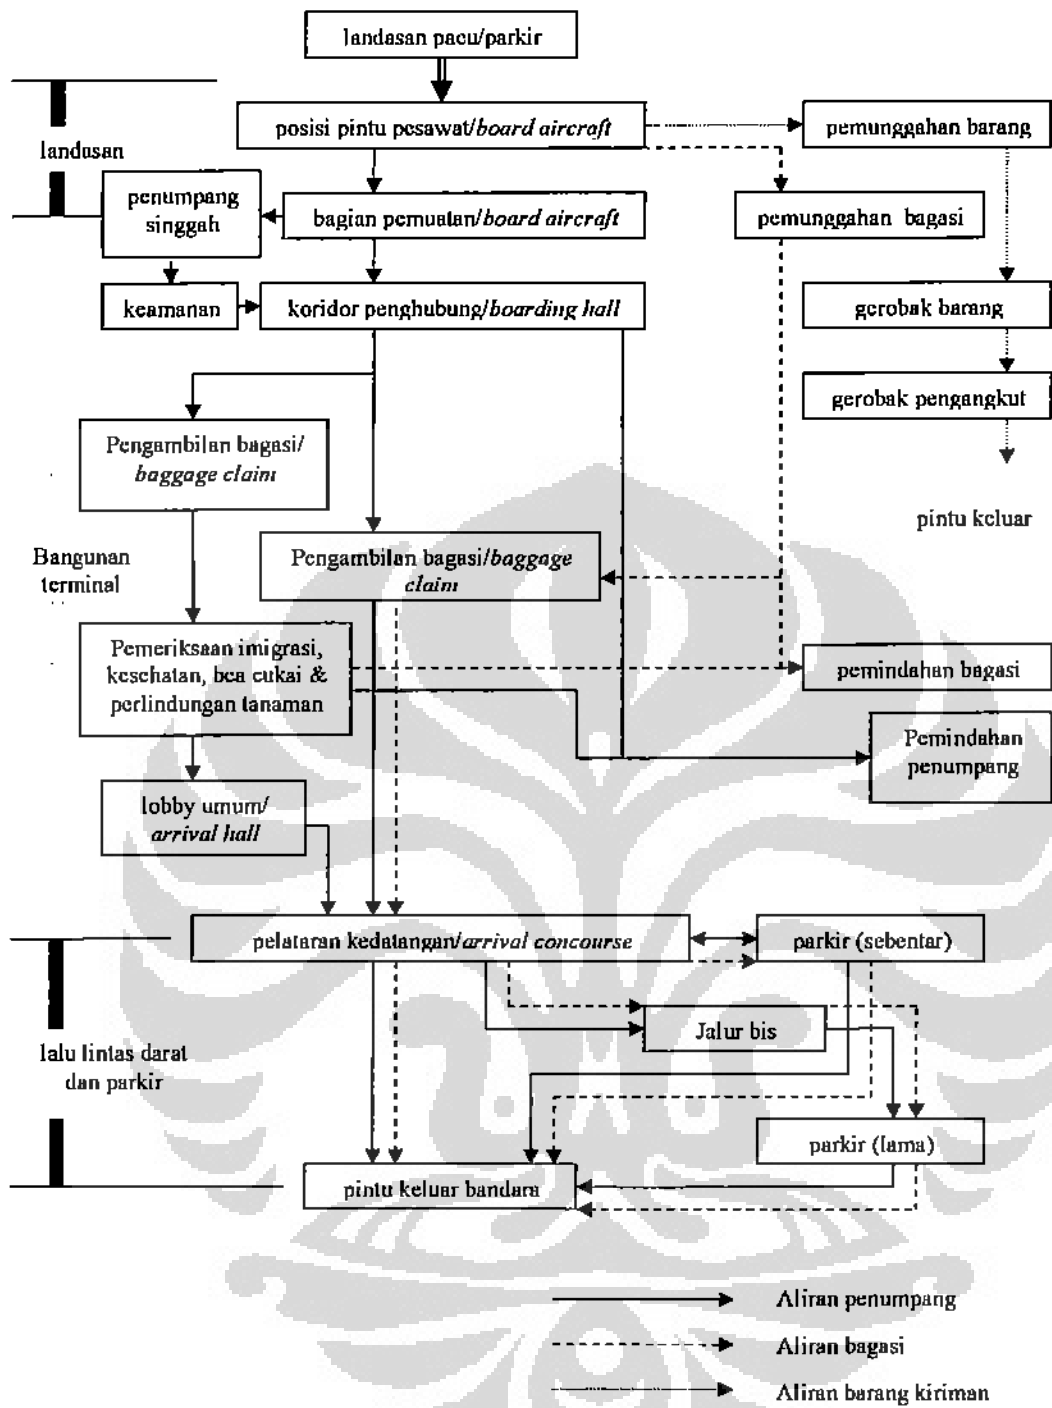 landasan pacu/parkir
posisi pintu pesawat/board aircraft
pemunggahan barang
landasan
penumpang
singgah
bagian pemuatan/board aircraft
pemunggahan bagasi
keamanan
koridor penghubung/boarding hall
gerobak barang
gerobak pengangkut
Pengambilan bagasi/
baggage claim
pintu keluar
Bangunan
terminal
Pengambilan bagasi/baggage
claim
Pemeriksaan imigrasi,
kesehatan, bea cukai &
perlindungan tanaman
pemindahan bagasi
Pemindahan
penumpang
lobby umum/
arrival hall
pelataran kedatangan/arrival concourse
parkir (sebentar)
Jalur bis
lalu lintas darat
dan parkir
parkir (lama)
pintu keluar bandara
Aliran penumpang
Aliran bagasi
Aliran barang kiriman